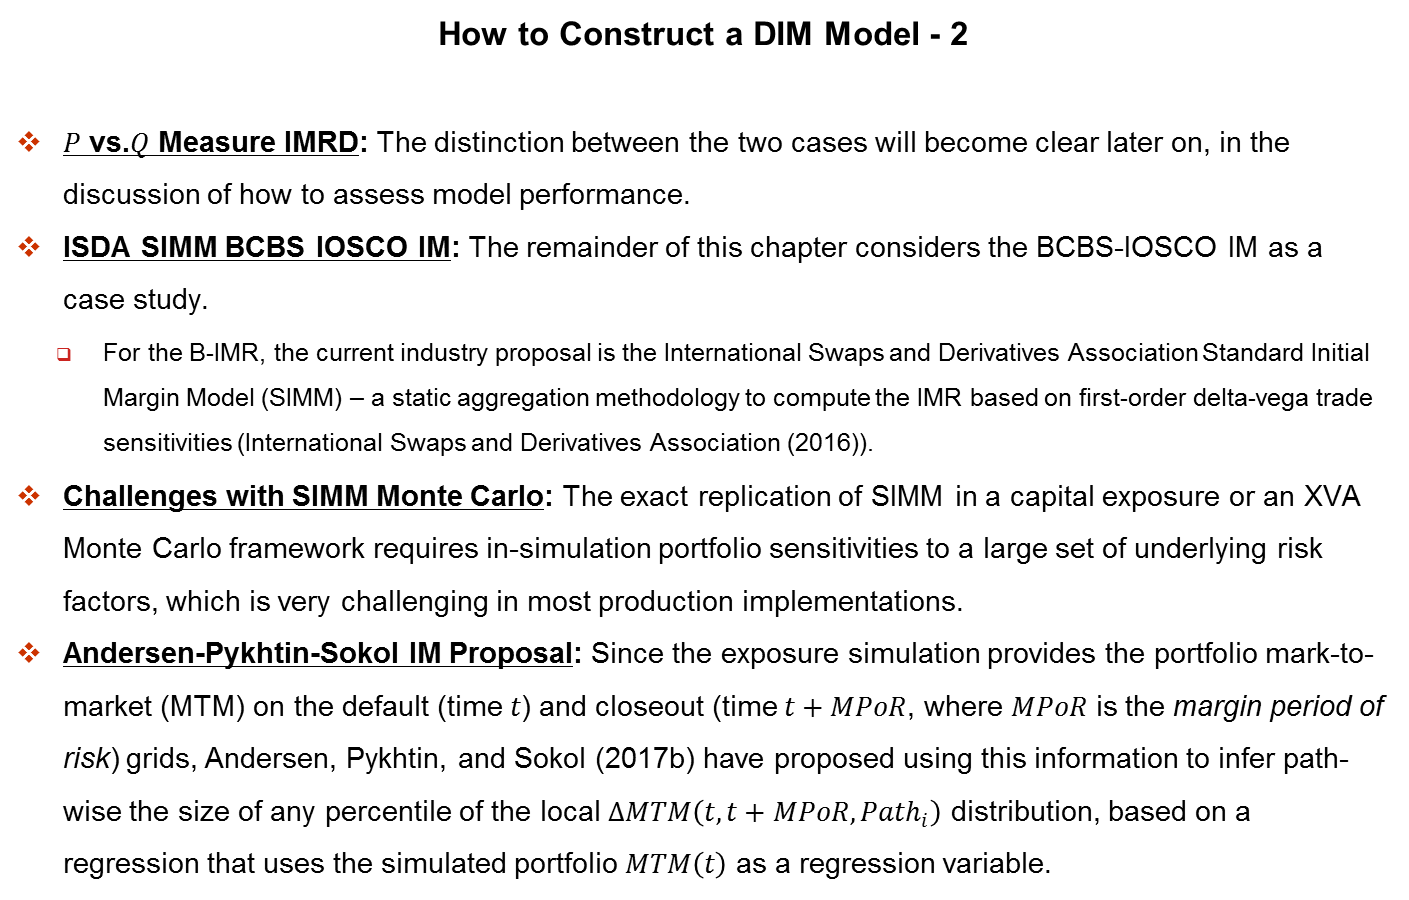 How to Construct a DIM Model - 2
P vs.Q Measure IMRD: The distinction between the two cases will become clear later on, in the
discussion of how to assess model performance.
ISDA SIMM BCBS IOSCO IM: The remainder of this chapter considers the BCBS-IOSCO IM as a
case study.
For the B-IMR, the current industry proposal is the International Swaps and Derivatives Association Standard Initial
Margin Model (SIMM) – a static aggregation methodology to compute the IMR based on first-order delta-vega trade
sensitivities (International Swaps and Derivatives Association (2016)).
Challenges with SIMM Monte Carlo: The exact replication of SIMM in a capital exposure or an XVA
Monte Carlo framework requires in-simulation portfolio sensitivities to a large set of underlying risk
factors, which is very challenging in most production implementations.
Andersen-Pykhtin-Sokol IM Proposal: Since the exposure simulation provides the portfolio mark-to-
market (MTM) on the default (time t) and closeout (time t + MPoR, where MPoR is the margin period of
risk) grids, Andersen, Pykhtin, and Sokol (2017b) have proposed using this information to infer path-
wise the size of any percentile of the local ΔMTM(t, t + MPoR, Path_i) distribution, based on a
regression that uses the simulated portfolio MTM(t) as a regression variable.